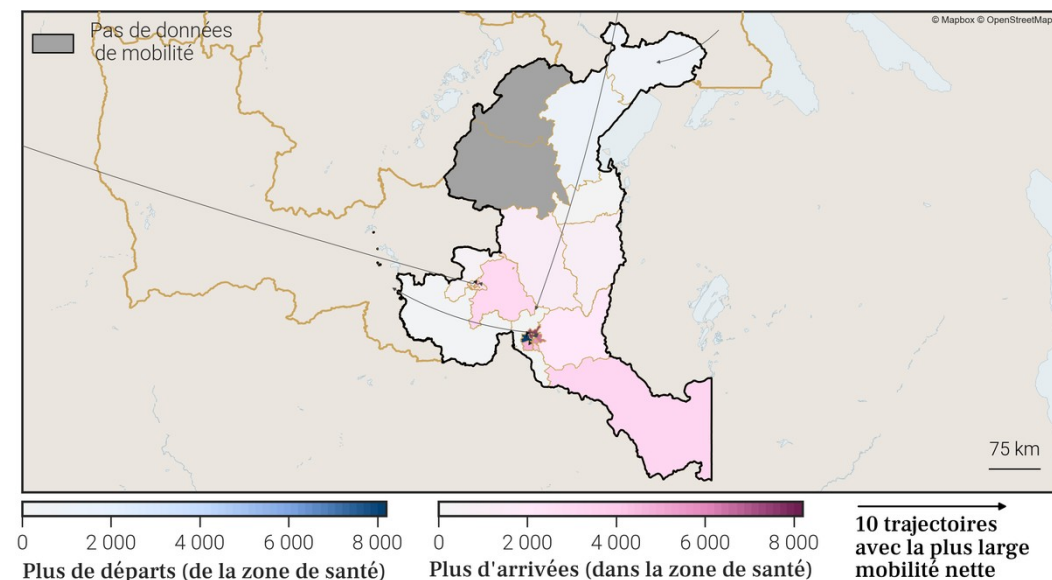 © Mapbox © OpenStreetMap
Pas de données
de mobilité
75 km
0 2 000 4 000 6 000 8 000
Plus de départs (de la zone de santé)
0 2 000 4 000 6 000 8 000
Plus d'arrivées (dans la zone de santé)
10 trajectoires
avec la plus large
mobilité nette